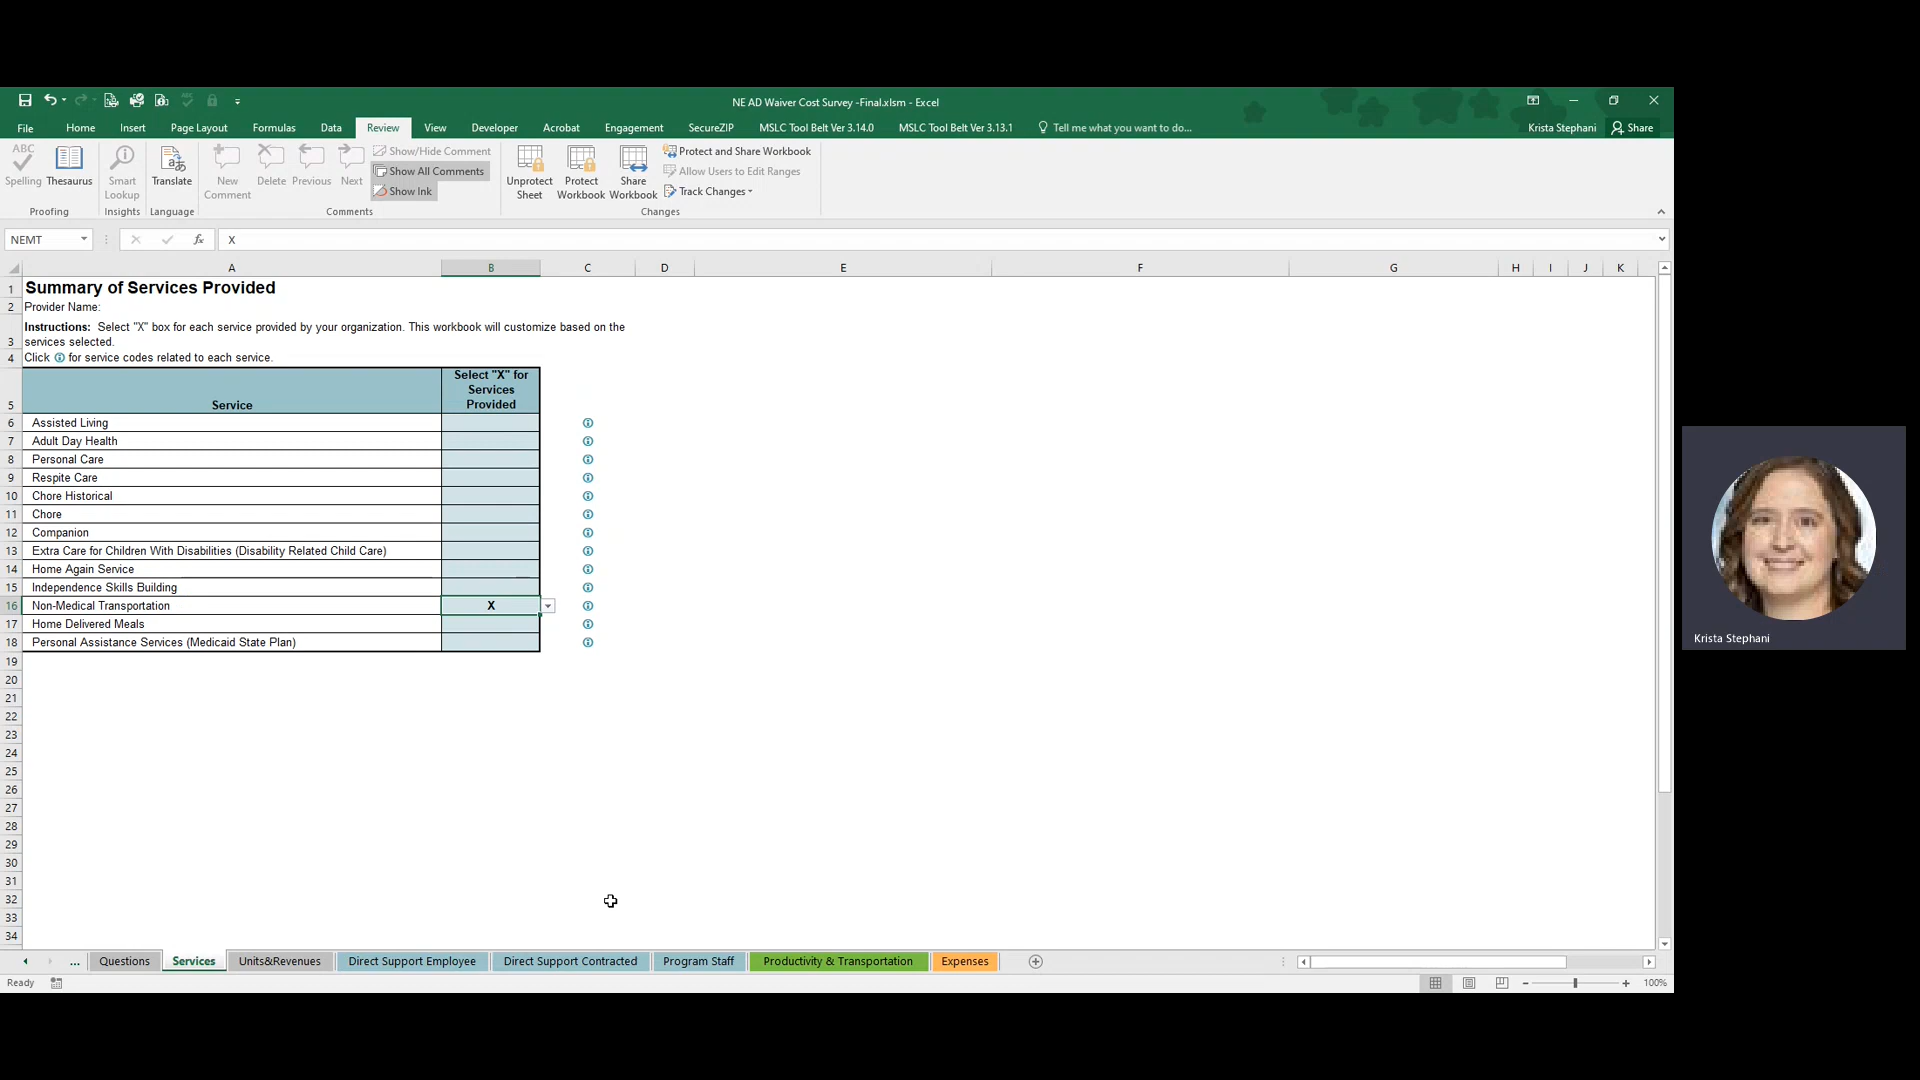 NE AD Waiver Cost Survey -Final.xlsm - Excel
File Home Insert Page Layout Formulas Data Review View Developer Acrobat Engagement SecureZIP MSLC Tool Belt Ver 3.14.0 MSLC Tool Belt Ver 3.13.1 Tell me what you want to do... Krista Stephani Share
ABC
Spelling Thesaurus Smart Lookup Translate New Comment Delete Previous Next
Show/Hide Comment
Show All Comments
Show Ink
Unprotect Sheet Protect Workbook Share Workbook
Protect and Share Workbook
Allow Users to Edit Ranges
Track Changes
Proofing Insights Language Comments Changes
NEMT fx X
A B C D E F G H I J K
1 Summary of Services Provided
2 Provider Name:
Instructions: Select "X" box for each service provided by your organization. This workbook will customize based on the
3 services selected.
4 Click for service codes related to each service.
5 Service Select "X" for Services Provided
6 Assisted Living
7 Adult Day Health
8 Personal Care
9 Respite Care
10 Chore Historical
11 Chore
12 Companion
13 Extra Care for Children With Disabilities (Disability Related Child Care)
14 Home Again Service
15 Independence Skills Building
16 Non-Medical Transportation X
17 Home Delivered Meals
18 Personal Assistance Services (Medicaid State Plan)
19
20
21
22
23
24
25
26
27
28
29
30
31
32
33
34
... Questions Services Units&Revenues Direct Support Employee Direct Support Contracted Program Staff Productivity & Transportation Expenses
Ready 100%
Krista Stephani